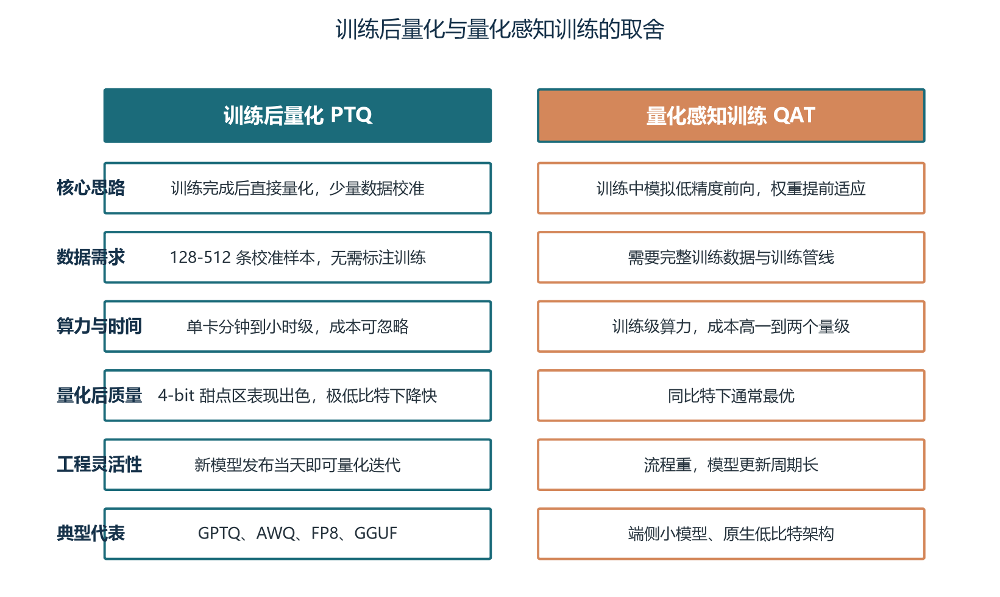 训练后量化与量化感知训练的取舍
训练后量化 PTQ
量化感知训练 QAT
核心思路
训练完成后直接量化，少量数据校准
训练中模拟低精度前向，权重提前适应
数据需求
128-512 条校准样本，无需标注训练
需要完整训练数据与训练管线
算力与时间
单卡分钟到小时级，成本可忽略
训练级算力，成本高一到两个量级
量化后质量
4-bit 甜点区表现出色，极低比特下降快
同比特下通常最优
工程灵活性
新模型发布当天即可量化迭代
流程重，模型更新周期长
典型代表
GPTQ、AWQ、FP8、GGUF
端侧小模型、原生低比特架构